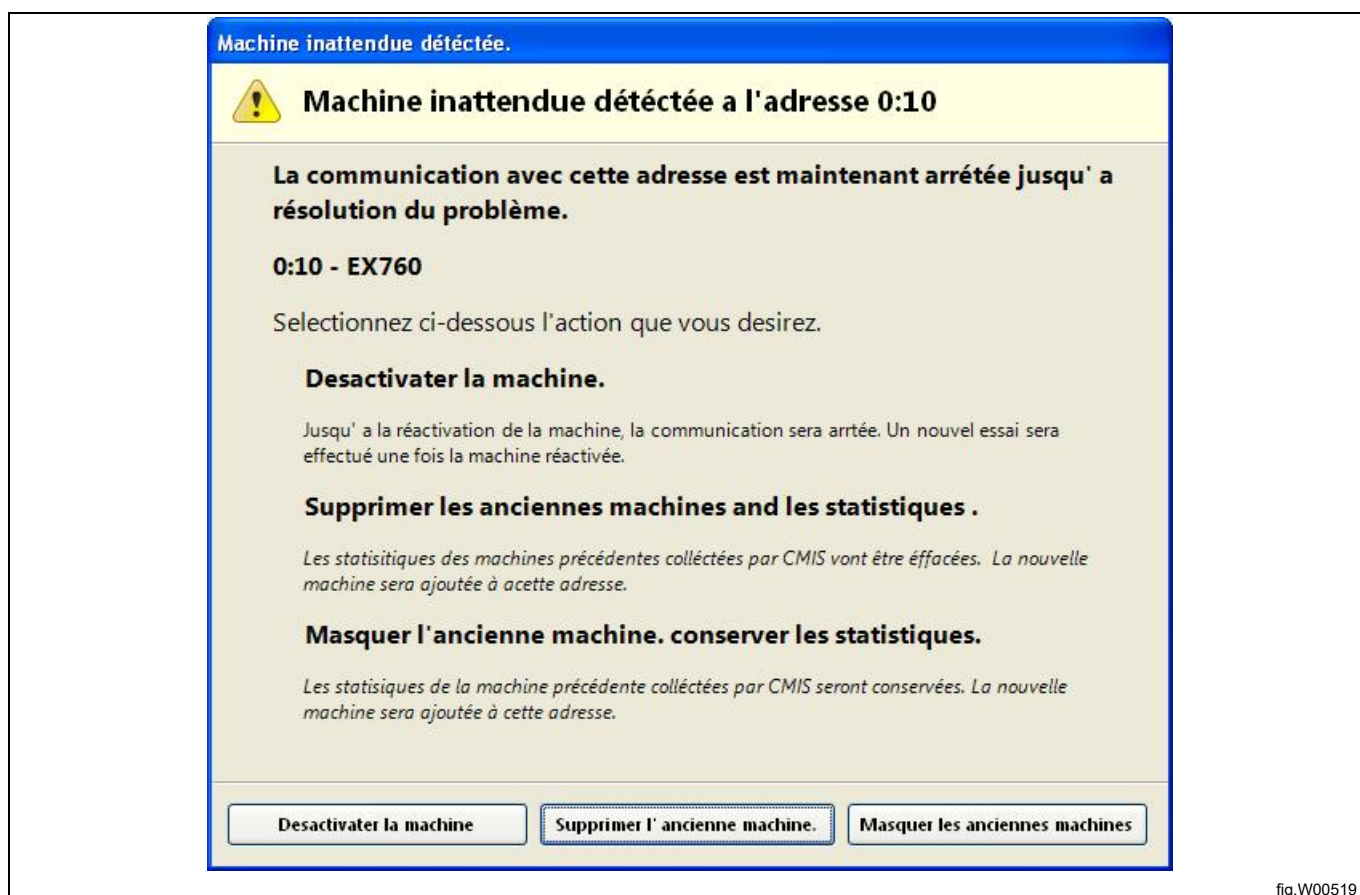 Machine inattendue détéctée.
Machine inattendue détéctée a l'adresse 0:10
La communication avec cette adresse est maintenant arrétée jusqu' a
résolution du problème.
0:10 - EX760
Selectionnez ci-dessous l'action que vous desirez.
Desactivater la machine.
Jusqu' a la réactivation de la machine, la communication sera arrtée. Un nouvel essai sera
effectué une fois la machine réactivée.
Supprimer les anciennes machines and les statistiques .
Les statisitiques des machines précédentes colléctées par CMIS vont être éffacées. La nouvelle
machine sera ajoutée à acette adresse.
Masquer l'ancienne machine. conserver les statistiques.
Les statisiques de la machine précédente colléctées par CMIS seront conservées. La nouvelle
machine sera ajoutée à cette adresse.
Desactivater la machine
Supprimer l' ancienne machine.
Masquer les anciennes machines
fig.W00519